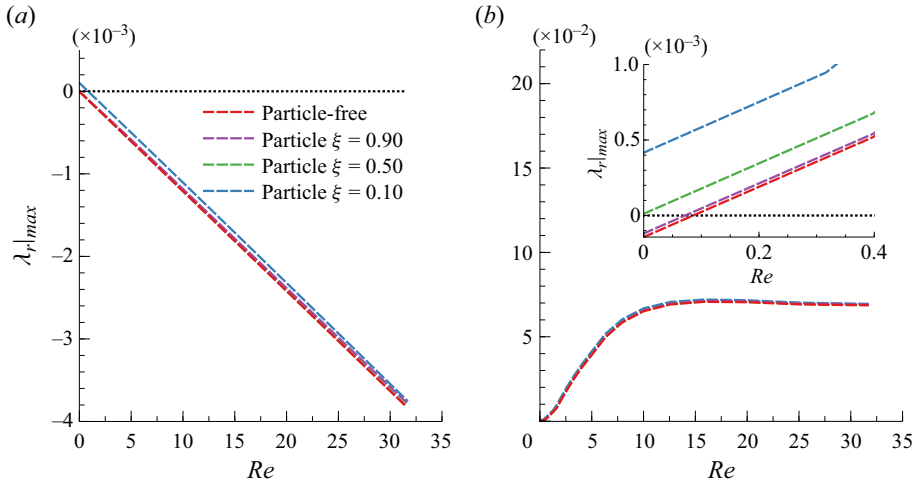 (a)
(×10−3)
0
−1
−2
−3
−4
λr|max
Particle-free
Particle ξ = 0.90
Particle ξ = 0.50
Particle ξ = 0.10
0 5 10 15 20 25 30 35
Re
(b)
(×10−2)
20
15
10
5
0
0 5 10 15 20 25 30 35
Re
(×10−3)
1.0
0.5
0
λr|max
0 0.2 0.4
Re